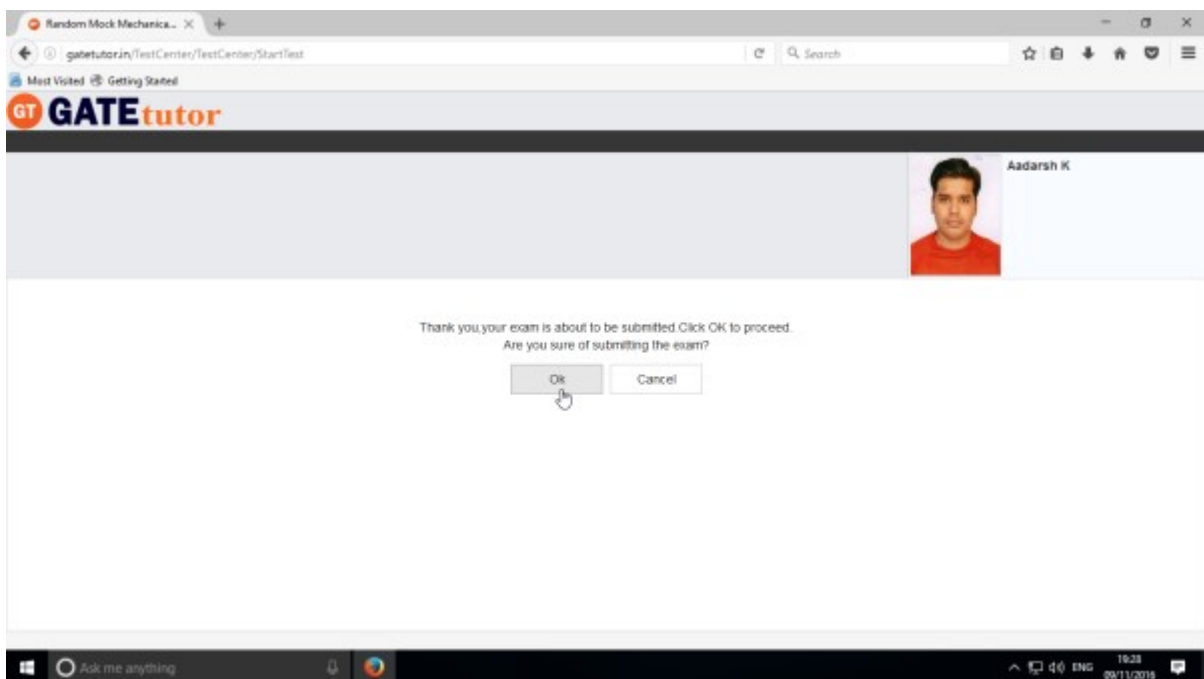 Random Mock Mechanica...
gatetutor.in/TestCenter/TestCenter/StartTest
Search
Most Visited
Getting Started
GT GATEtutor
Aadarsh K
Thank you,your exam is about to be submitted.Click OK to proceed.
Are you sure of submitting the exam?
Ok
Cancel
Ask me anything
ENG
19:28
09/11/2016